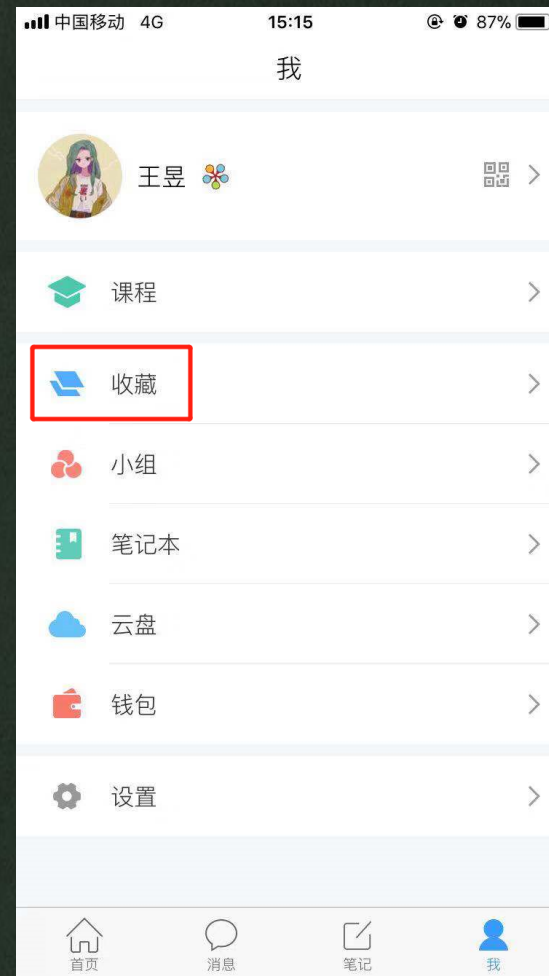 中国移动 4G 15:15 87%
我
王昱
课程
收藏
小组
笔记本
云盘
钱包
设置
首页 消息 笔记 我